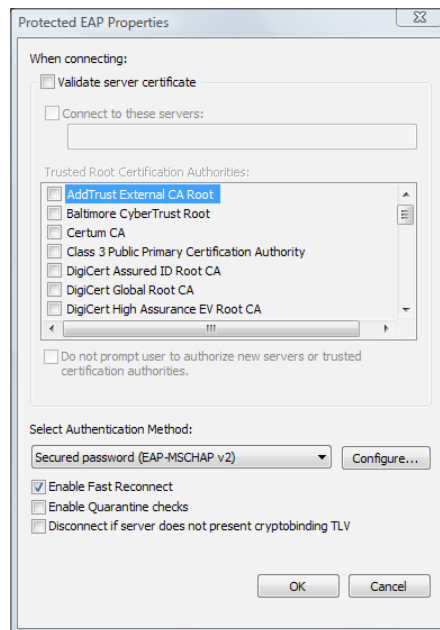 Protected EAP Properties
When connecting:
Validate server certificate
Connect to these servers:
Trusted Root Certification Authorities:
AddTrust External CA Root
Baltimore CyberTrust Root
Certum CA
Class 3 Public Primary Certification Authority
DigiCert Assured ID Root CA
DigiCert Global Root CA
DigiCert High Assurance EV Root CA
Do not prompt user to authorize new servers or trusted
certification authorities.
Select Authentication Method:
Secured password (EAP-MSCHAP v2) Configure...
Enable Fast Reconnect
Enable Quarantine checks
Disconnect if server does not present cryptobinding TLV
OK Cancel